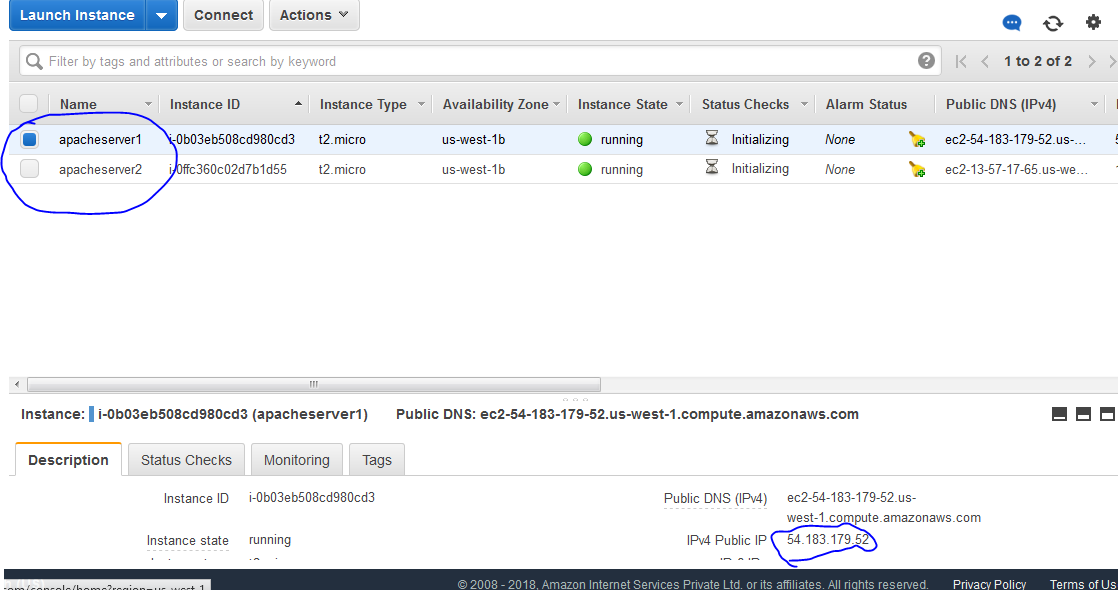 Launch Instance Connect Actions
Filter by tags and attributes or search by keyword 1 to 2 of 2
Name Instance ID Instance Type Availability Zone Instance State Status Checks Alarm Status Public DNS (IPv4)
apacheserver1 i-0b03eb508cd980cd3 t2.micro us-west-1b running Initializing None ec2-54-183-179-52.us-...
apacheserver2 i-0ffc360c02d7b1d55 t2.micro us-west-1b running Initializing None ec2-13-57-17-65.us-we...
Instance: i-0b03eb508cd980cd3 (apacheserver1) Public DNS: ec2-54-183-179-52.us-west-1.compute.amazonaws.com
Description Status Checks Monitoring Tags
Instance ID i-0b03eb508cd980cd3 Public DNS (IPv4) ec2-54-183-179-52.us-
west-1.compute.amazonaws.com
Instance state running IPv4 Public IP 54.183.179.52
© 2008 - 2018, Amazon Internet Services Private Ltd. or its affiliates. All rights reserved. Privacy Policy Terms of Us